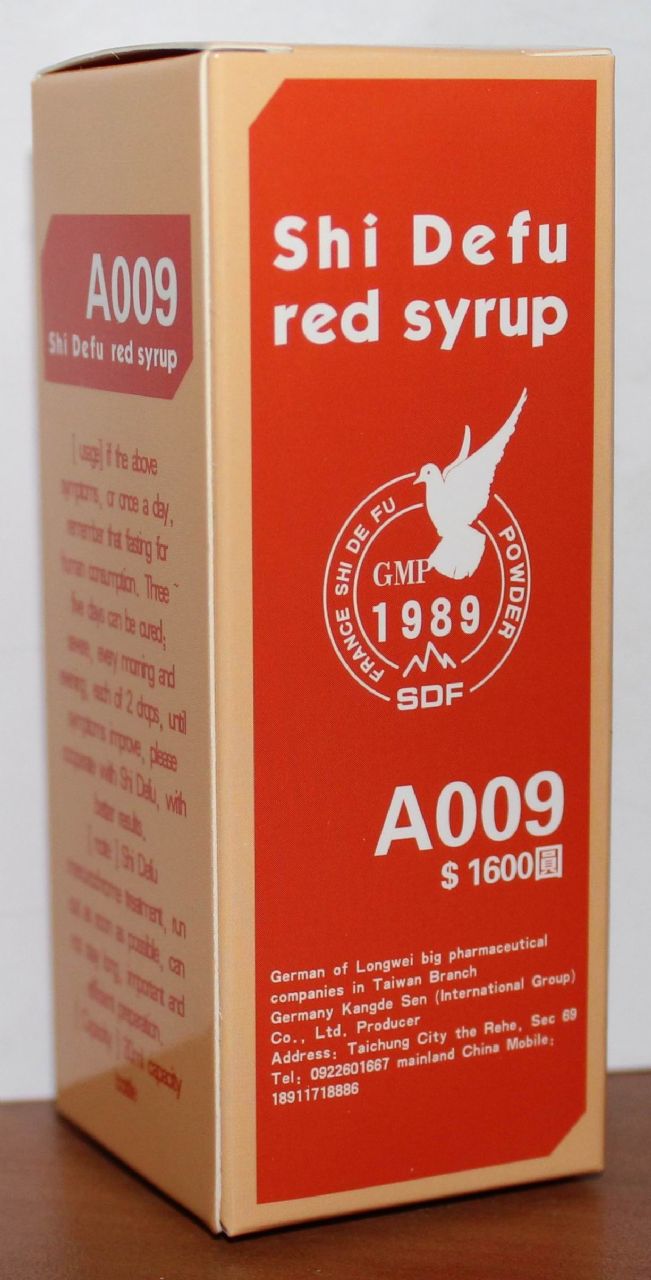 A009
Shi Defu red syrup
[ usage] if the above
symptoms, or once a day,
remember that fasting for
human consumption. Three ~
five days can be cured;
severe, every morning and
evening, each of 2 drops, until
symptoms improve, please
cooperate with Shi Defu, with
better results.
[ note ] Shi Defu
treatment, run
out as soon as possible, can
not stay long, important and
efficient preparation.
[ Capacity ] capacity
bottle
Shi Defu
red syrup
FRANCE SHI DE FU POWDER
GMP
1989
SDF
A009
$ 1600圓
German of Longwei big pharmaceutical
companies in Taiwan Branch
Germany Kangde Sen (International Group)
Co., Ltd. Producer
Address: Taichung City the Rehe, Sec 69
Tel: 0922601667 mainland China Mobile:
18911718886